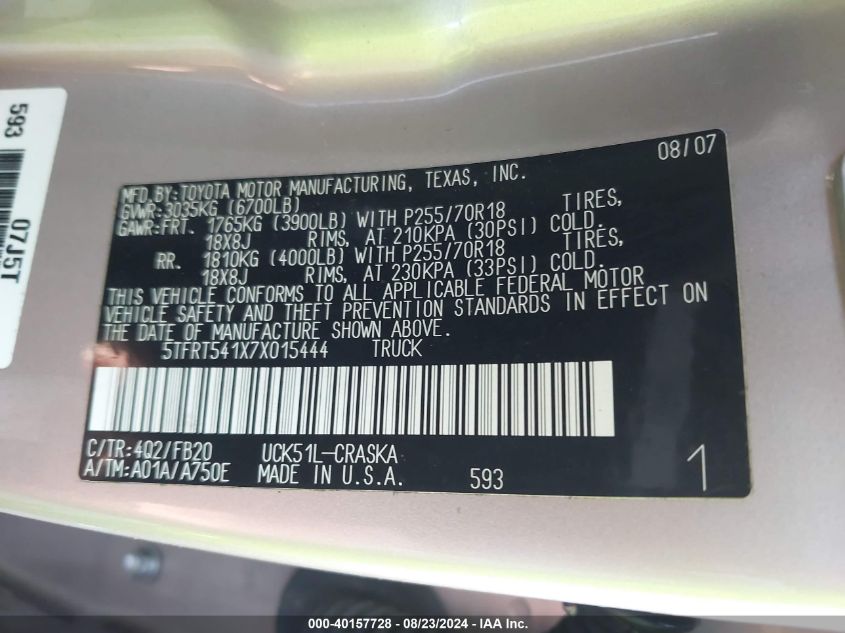 593
07J5T
08/07
MFD.BY:TOYOTA MOTOR MANUFACTURING, TEXAS, INC.
GVWR:3035KG (6700LB)
GAWR:FRT. 1765KG (3900LB) WITH P255/70R18 TIRES,
18X8J RIMS, AT 210KPA (30PSI) COLD.
RR. 1810KG (4000LB) WITH P255/70R18 TIRES,
18X8J RIMS, AT 230KPA (33PSI) COLD.
THIS VEHICLE CONFORMS TO ALL APPLICABLE FEDERAL MOTOR
VEHICLE SAFETY AND THEFT PREVENTION STANDARDS IN EFFECT ON
THE DATE OF MANUFACTURE SHOWN ABOVE.
5TFRT541X7X015444 TRUCK
C/TR:4Q2/FB20 UCK51L-CRASKA
A/TM:A01A/A750E MADE IN U.S.A. 593 1
000-40157728 - 08/23/2024 - IAA Inc.